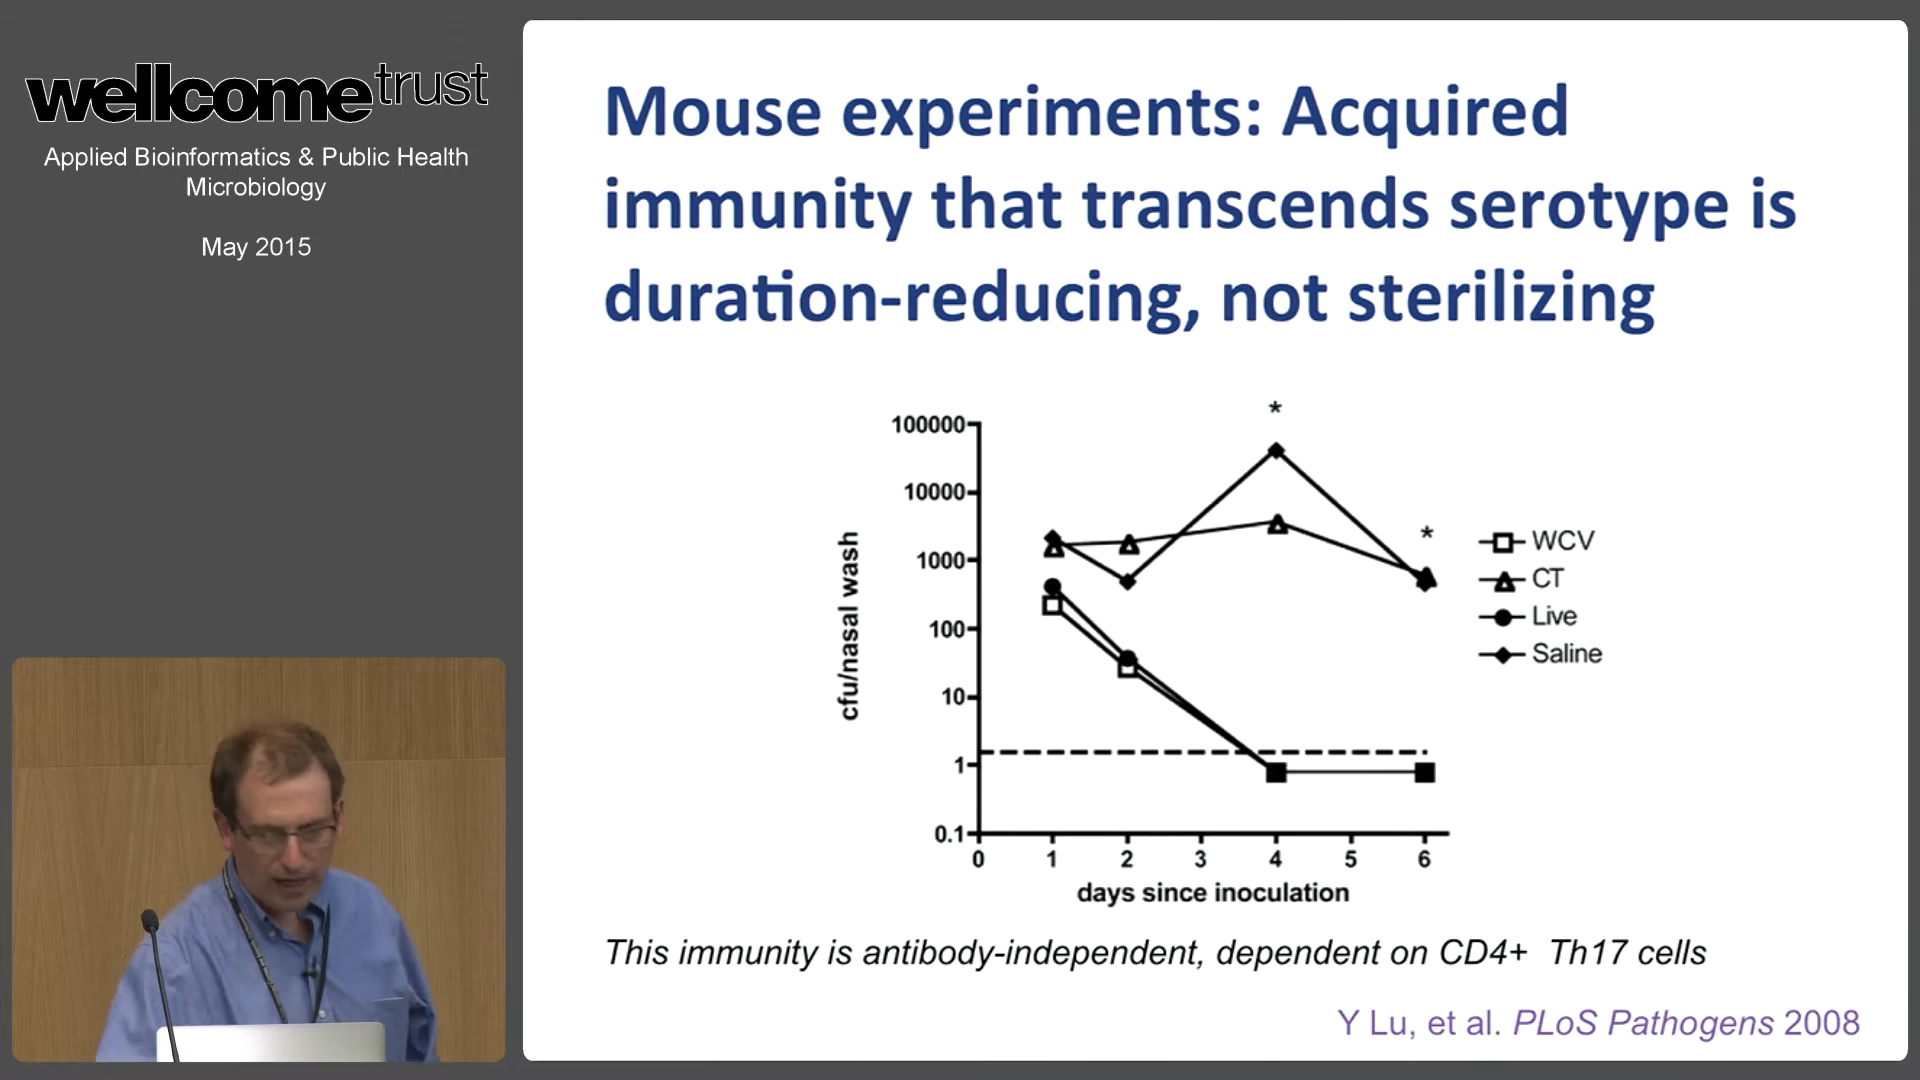 wellcometrust
Applied Bioinformatics & Public Health
Microbiology
May 2015
Mouse experiments: Acquired
immunity that transcends serotype is
duration-reducing, not sterilizing
*
*
100000
10000
1000
100
10
1
0.1
cfu/nasal wash
0 1 2 3 4 5 6
days since inoculation
WCV
CT
Live
Saline
This immunity is antibody-independent, dependent on CD4+ Th17 cells
Y Lu, et al. PLoS Pathogens 2008